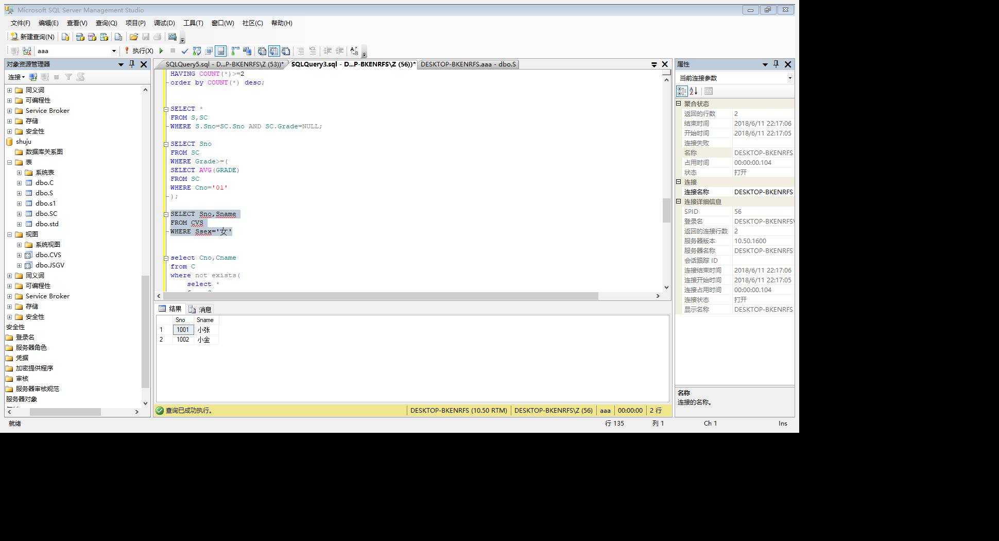 Microsoft SQL Server Management Studio
文件(F) 编辑(E) 查看(V) 查询(Q) 项目(P) 调试(D) 工具(T) 窗口(W) 社区(C) 帮助(H)
新建查询(N)
aaa 执行(X)
对象资源管理器
连接
同义词
可编程性
Service Broker
存储
安全性
shuju
数据库关系图
表
系统表
dbo.C
dbo.S
dbo.s1
dbo.SC
dbo.std
视图
系统视图
dbo.CVS
dbo.JSGV
同义词
可编程性
Service Broker
存储
安全性
安全性
登录名
服务器角色
凭据
加密提供程序
审核
服务器审核规范
服务器对象
SQLQuery5.sql - D...P-BKENRFS\Z (53))* SQLQuery3.sql - D...P-BKENRFS\Z (56))* DESKTOP-BKENRFS.aaa - dbo.S
HAVING COUNT(*)>=2
order by COUNT(*) desc;
SELECT *
FROM S,SC
WHERE S.Sno=SC.Sno AND SC.Grade=NULL;
SELECT Sno
FROM SC
WHERE Grade>=(
SELECT AVG(GRADE)
FROM SC
WHERE Cno='01'
);
SELECT Sno,Sname
FROM CVS
WHERE Ssex='女'
select Cno,Cname
from C
where not exists(
select *
结果 消息
Sno Sname
1 1001 小张
2 1002 小金
查询已成功执行。 DESKTOP-BKENRFS (10.50 RTM) DESKTOP-BKENRFS\Z (56) aaa 00:00:00 2 行
属性
当前连接参数
聚合状态
返回的行数 2
结束时间 2018/6/11 22:17:06
开始时间 2018/6/11 22:17:05
连接失败
名称 DESKTOP-BKENRFS
占用时间 00:00:00.104
状态 打开
连接
连接名称 DESKTOP-BKENRFS
连接详细信息
SPID 56
登录名 DESKTOP-BKENRFS\
返回的连接行数 2
服务器版本 10.50.1600
服务器名称 DESKTOP-BKENRFS
会话跟踪 ID
连接结束时间 2018/6/11 22:17:06
连接开始时间 2018/6/11 22:17:05
连接占用时间 00:00:00.104
连接状态 打开
显示名称 DESKTOP-BKENRFS
名称
连接的名称。
就绪 行 135 列 1 Ch 1 Ins